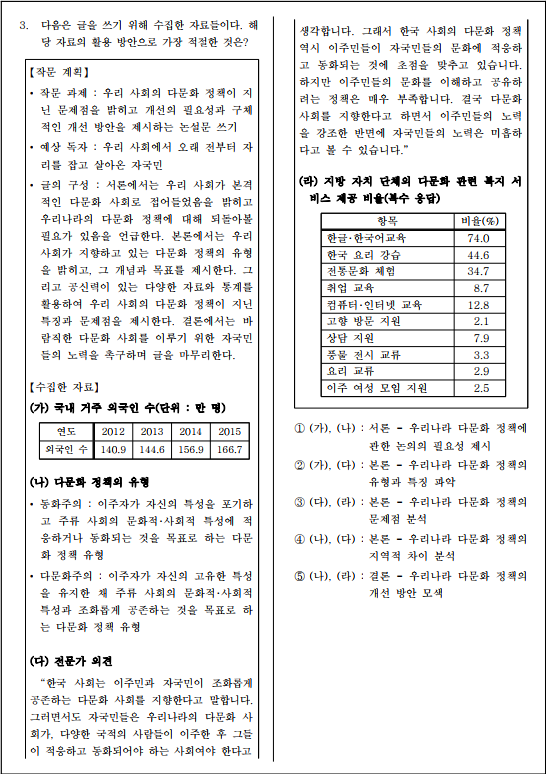 3. 다음은 글을 쓰기 위해 수집한 자료들이다. 해
당 자료의 활용 방안으로 가장 적절한 것은?
【작문 계획】
• 작문 과제 : 우리 사회의 다문화 정책이 지
닌 문제점을 밝히고 개선의 필요성과 구체
적인 개선 방안을 제시하는 논설문 쓰기
• 예상 독자 : 우리 사회에서 오래 전부터 자
리를 잡고 살아온 자국민
• 글의 구성 : 서론에서는 우리 사회가 본격
적인 다문화 사회로 접어들었음을 밝히고
우리나라의 다문화 정책에 대해 되돌아볼
필요가 있음을 언급한다. 본론에서는 우리
사회가 지향하고 있는 다문화 정책의 유형
을 밝히고, 그 개념과 목표를 제시한다. 그
리고 공신력이 있는 다양한 자료와 통계를
활용하여 우리 사회의 다문화 정책이 지닌
특징과 문제점을 제시한다. 결론에서는 바
람직한 다문화 사회를 이루기 위한 자국민
들의 노력을 촉구하며 글을 마무리한다.
【수집한 자료】
(가) 국내 거주 외국인 수(단위 : 만 명)
연도 2012 2013 2014 2015
외국인 수 140.9 144.6 156.9 166.7
(나) 다문화 정책의 유형
• 동화주의 : 이주자가 자신의 특성을 포기하
고 주류 사회의 문화적·사회적 특성에 적
응하거나 동화되는 것을 목표로 하는 다문
화 정책 유형
• 다문화주의 : 이주자가 자신의 고유한 특성
을 유지한 채 주류 사회의 문화적·사회적
특성과 조화롭게 공존하는 것을 목표로 하
는 다문화 정책 유형
(다) 전문가 의견
“한국 사회는 이주민과 자국민이 조화롭게
공존하는 다문화 사회를 지향한다고 말합니다.
그러면서도 자국민들은 우리나라의 다문화 사
회가, 다양한 국적의 사람들이 이주한 후 그들
이 적응하고 동화되어야 하는 사회여야 한다고
생각합니다. 그래서 한국 사회의 다문화 정책
역시 이주민들이 자국민들의 문화에 적응하
고 동화되는 것에 초점을 맞추고 있습니다.
하지만 이주민들의 문화를 이해하고 공유하
려는 정책은 매우 부족합니다. 결국 다문화
사회를 지향한다고 하면서 이주민들의 노력
을 강조한 반면에 자국민들의 노력은 미흡하
다고 볼 수 있습니다.”
(라) 지방 자치 단체의 다문화 관련 복지 서
비스 제공 비율(복수 응답)
항목 비율(%)
한글·한국어교육 74.0
한국 요리 강습 44.6
전통문화 체험 34.7
취업 교육 8.7
컴퓨터·인터넷 교육 12.8
고향 방문 지원 2.1
상담 지원 7.9
풍물 전시 교류 3.3
요리 교류 2.9
이주 여성 모임 지원 2.5
① (가), (나) : 서론 - 우리나라 다문화 정책에
관한 논의의 필요성 제시
② (가), (다) : 본론 - 우리나라 다문화 정책의
유형과 특징 파악
③ (다), (라) : 본론 - 우리나라 다문화 정책의
문제점 분석
④ (나), (다) : 본론 - 우리나라 다문화 정책의
지역적 차이 분석
⑤ (나), (라) : 결론 - 우리나라 다문화 정책의
개선 방안 모색